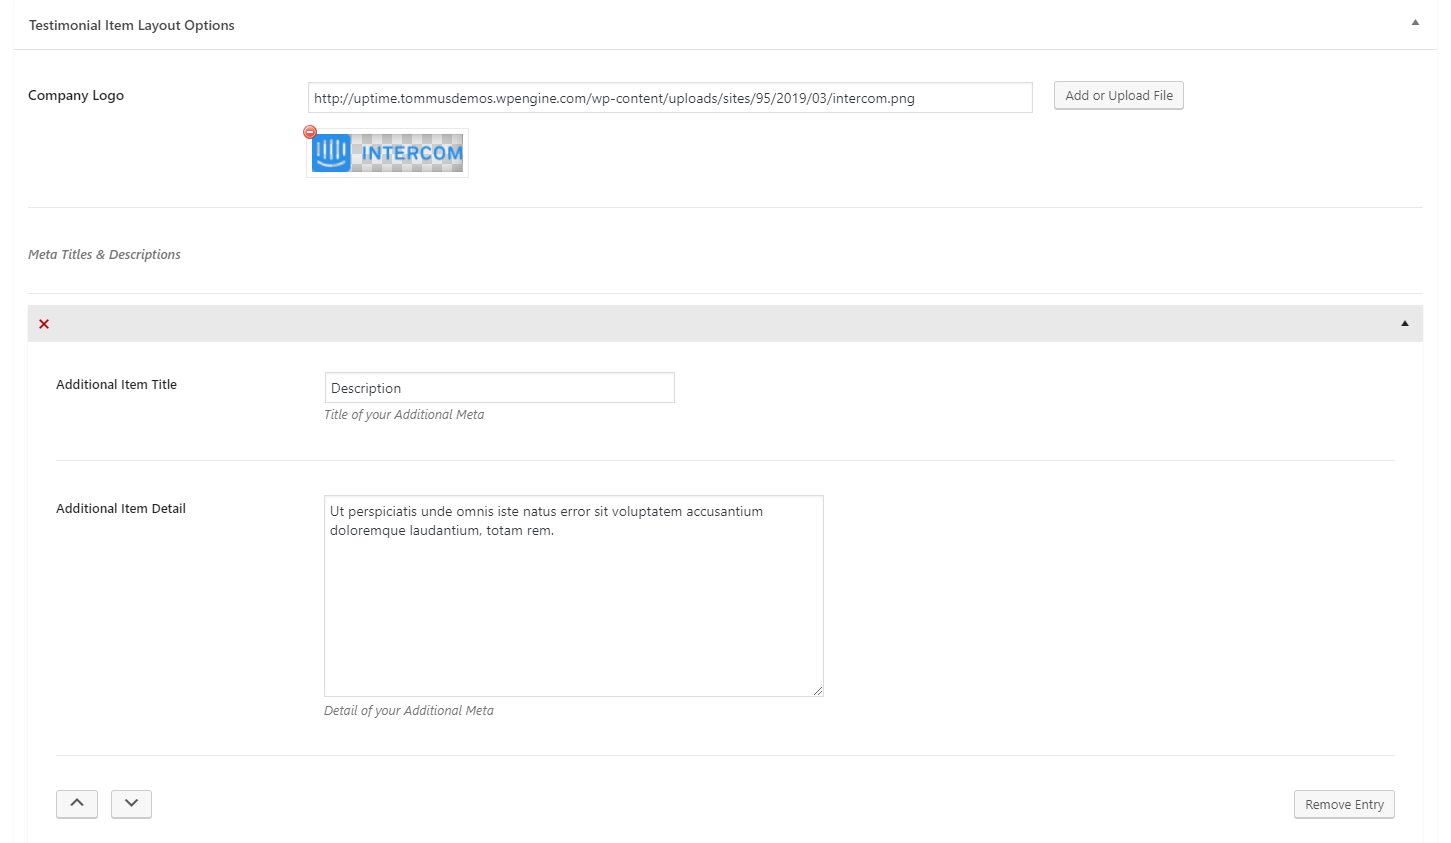 Testimonial Item Layout Options
Company Logo
http://uptime.tommusdemos.wpengine.com/wp-content/uploads/sites/95/2019/03/intercom.png
Add or Upload File
INTERCOM
Meta Titles & Descriptions
Additional Item Title
Description
Title of your Additional Meta
Additional Item Detail
Ut perspiciatis unde omnis iste natus error sit voluptatem accusantium
doloremque laudantium, totam rem.
Detail of your Additional Meta
Remove Entry